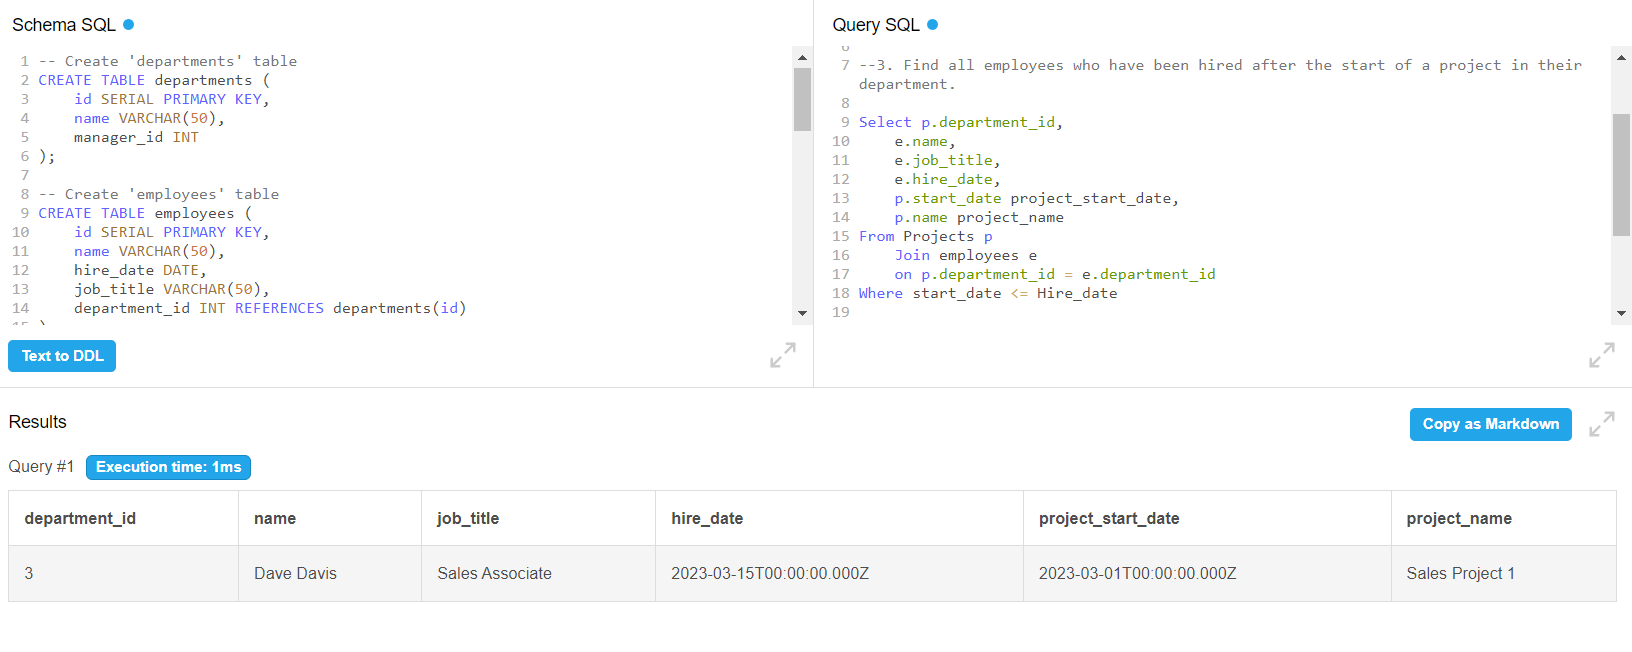 Schema SQL
1 -- Create 'departments' table
2 CREATE TABLE departments (
3     id SERIAL PRIMARY KEY,
4     name VARCHAR(50),
5     manager_id INT
6 );
7
8 -- Create 'employees' table
9 CREATE TABLE employees (
10     id SERIAL PRIMARY KEY,
11     name VARCHAR(50),
12     hire_date DATE,
13     job_title VARCHAR(50),
14     department_id INT REFERENCES departments(id)
Text to DDL
Query SQL
7 --3. Find all employees who have been hired after the start of a project in their
department.
8
9 Select p.department_id,
10     e.name,
11     e.job_title,
12     e.hire_date,
13     p.start_date project_start_date,
14     p.name project_name
15 From Projects p
16     Join employees e
17     on p.department_id = e.department_id
18 Where start_date <= Hire_date
19
Results
Copy as Markdown
Query #1 Execution time: 1ms
department_id name job_title hire_date project_start_date project_name
3 Dave Davis Sales Associate 2023-03-15T00:00:00.000Z 2023-03-01T00:00:00.000Z Sales Project 1